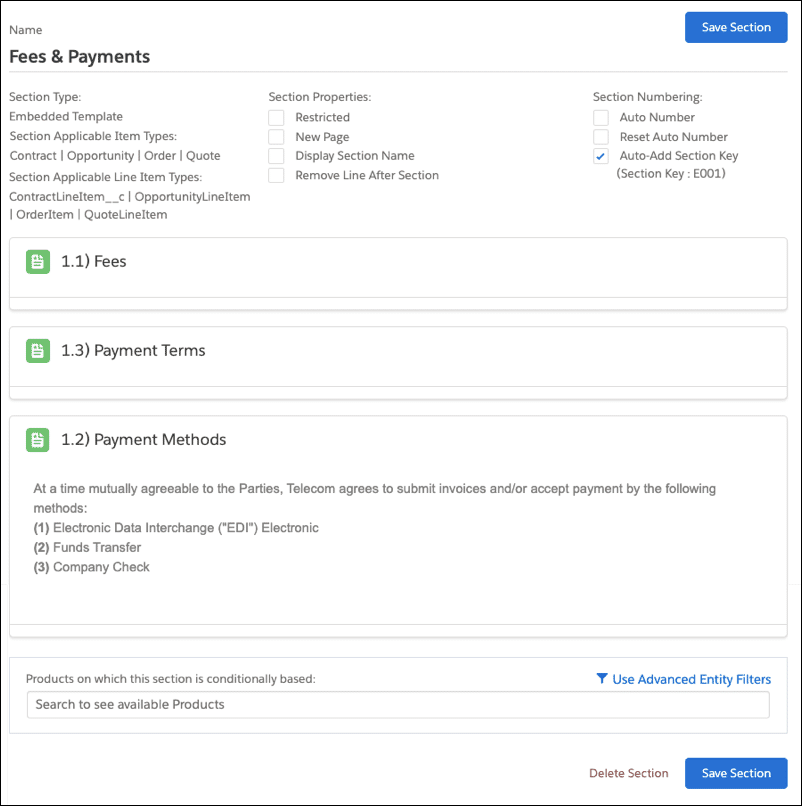 Name
Save Section
Fees & Payments
Section Type:
Embedded Template
Section Applicable Item Types:
Contract | Opportunity | Order | Quote
Section Applicable Line Item Types:
ContractLineItem__c | OpportunityLineItem
| OrderItem | QuoteLineItem
Section Properties:
Restricted
New Page
Display Section Name
Remove Line After Section
Section Numbering:
Auto Number
Reset Auto Number
Auto-Add Section Key
(Section Key : E001)
1.1) Fees
1.3) Payment Terms
1.2) Payment Methods
At a time mutually agreeable to the Parties, Telecom agrees to submit invoices and/or accept payment by the following
methods:
(1) Electronic Data Interchange ("EDI") Electronic
(2) Funds Transfer
(3) Company Check
Products on which this section is conditionally based:
Use Advanced Entity Filters
Search to see available Products
Delete Section
Save Section